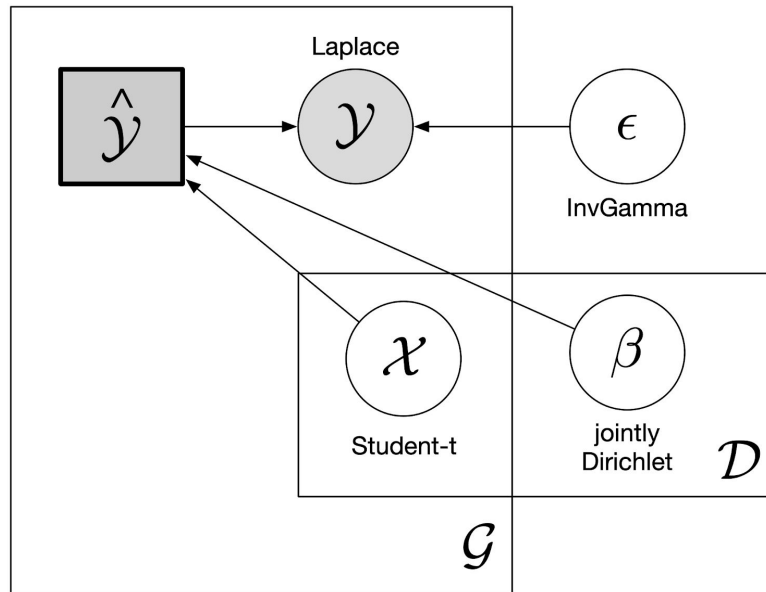 Laplace
𝒴̂
𝒴
ϵ
InvGamma
𝒳
β
Student-t
jointly
Dirichlet
𝒟
𝒢